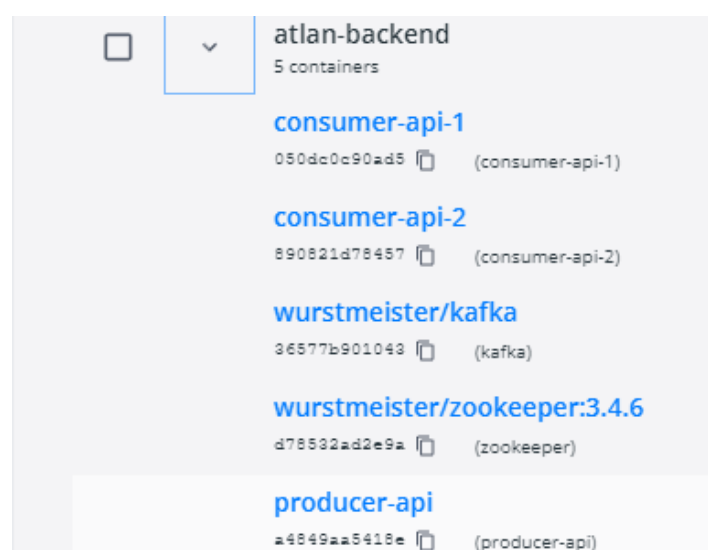 atlan-backend
5 containers
consumer-api-1
050dc0c90ad5 (consumer-api-1)
consumer-api-2
890821d78457 (consumer-api-2)
wurstmeister/kafka
36577b901043 (kafka)
wurstmeister/zookeeper:3.4.6
d78532ad2e9a (zookeeper)
producer-api
a4849aa5418e (producer-api)